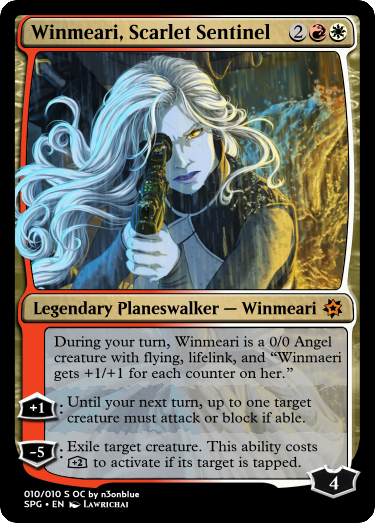 Winmeari, Scarlet Sentinel 2
Legendary Planeswalker — Winmeari
During your turn, Winmeari is a 0/0 Angel
creature with flying, lifelink, and “Winmaeri
gets +1/+1 for each counter on her.”
+1: Until your next turn, up to one target
creature must attack or block if able.
-5: Exile target creature. This ability costs
+2 to activate if its target is tapped.
4
010/010 S OC by n3onblue
SPG • EN Lawrichai